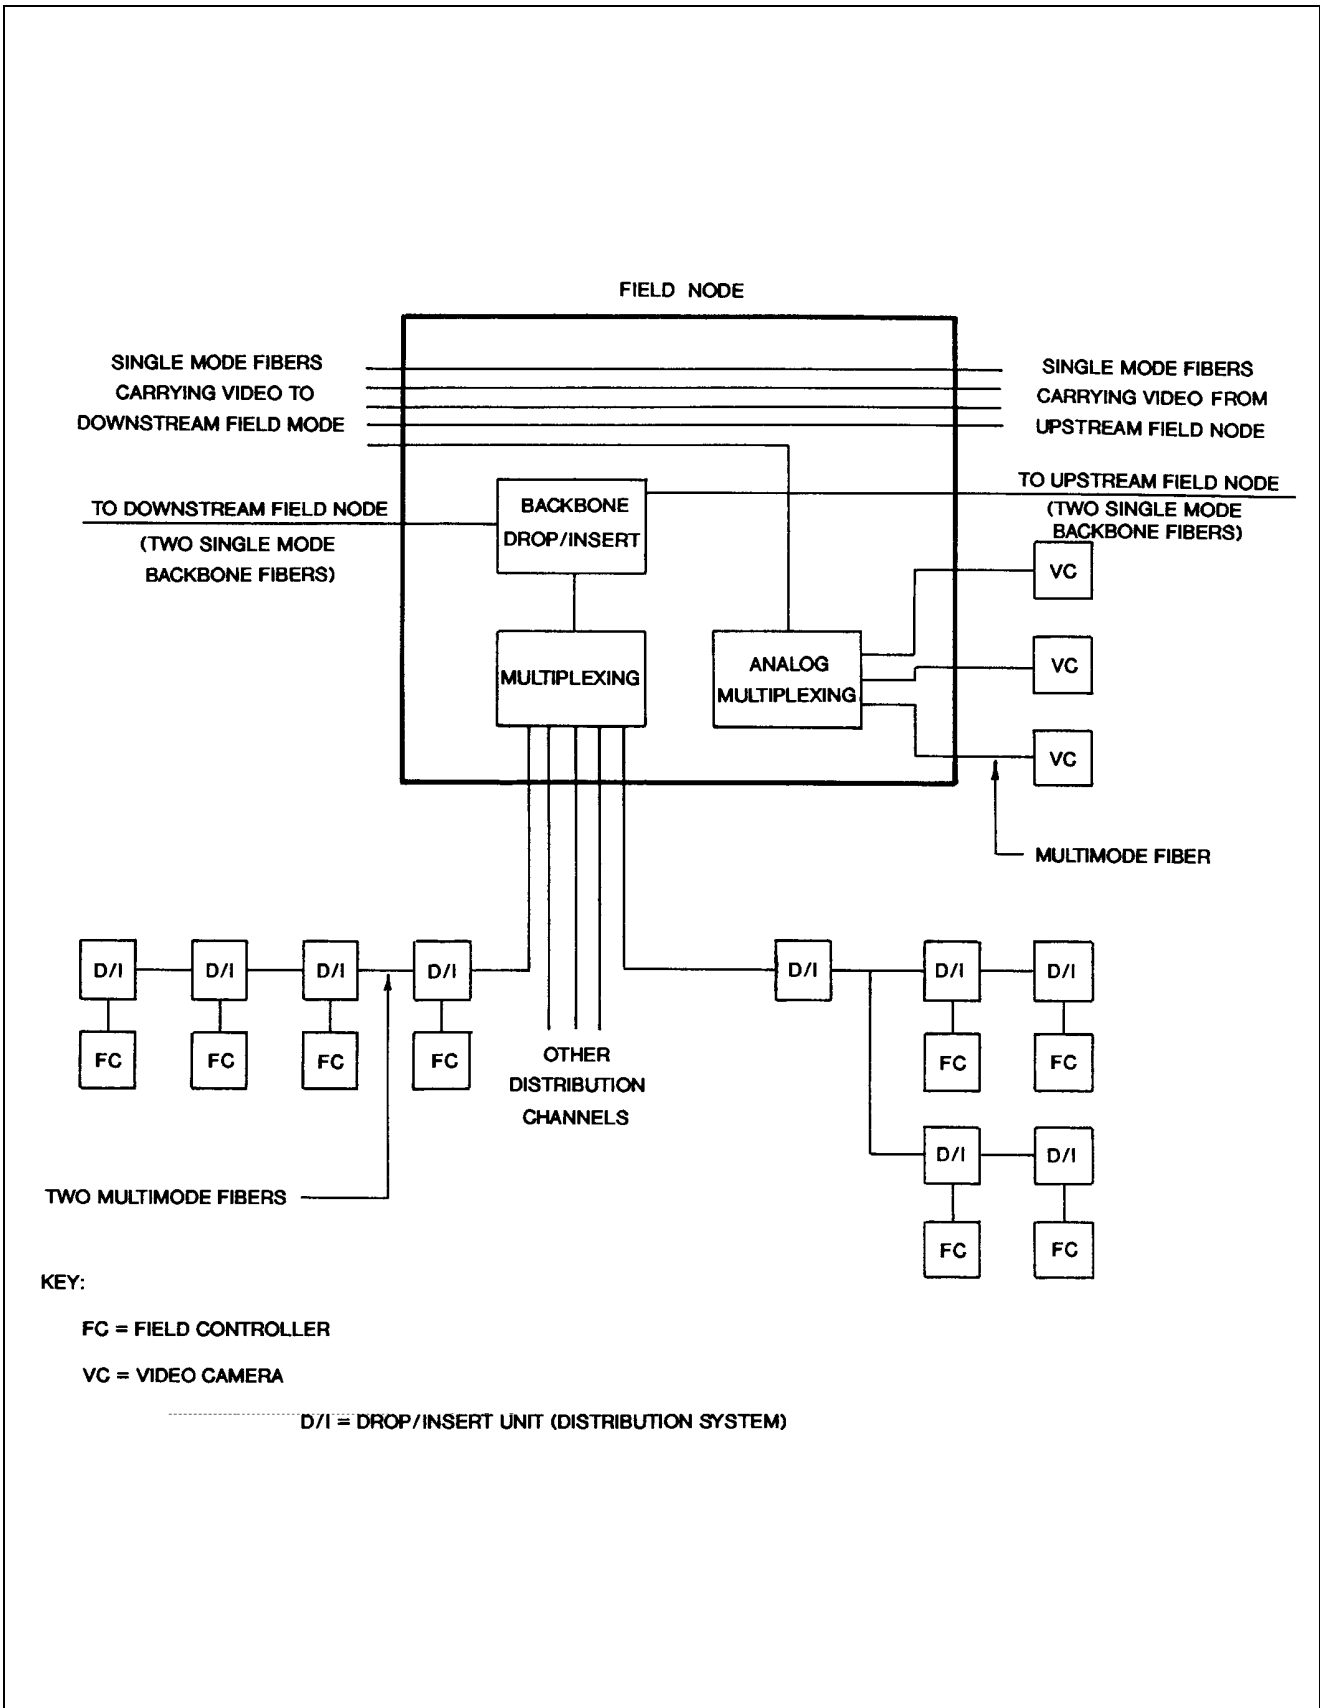 FIELD NODE
SINGLE MODE FIBERS
CARRYING VIDEO TO
DOWNSTREAM FIELD MODE
SINGLE MODE FIBERS
CARRYING VIDEO FROM
UPSTREAM FIELD NODE
TO DOWNSTREAM FIELD NODE
(TWO SINGLE MODE
BACKBONE FIBERS)
BACKBONE
DROP/INSERT
TO UPSTREAM FIELD NODE
(TWO SINGLE MODE
BACKBONE FIBERS)
VC
MULTIPLEXING
ANALOG
MULTIPLEXING
VC
VC
MULTIMODE FIBER
D/I
D/I
D/I
D/I
D/I
D/I
D/I
FC
FC
FC
FC
OTHER
DISTRIBUTION
CHANNELS
FC
FC
D/I
D/I
TWO MULTIMODE FIBERS
FC
FC
KEY:
FC = FIELD CONTROLLER
VC = VIDEO CAMERA
D/I = DROP/INSERT UNIT (DISTRIBUTION SYSTEM)